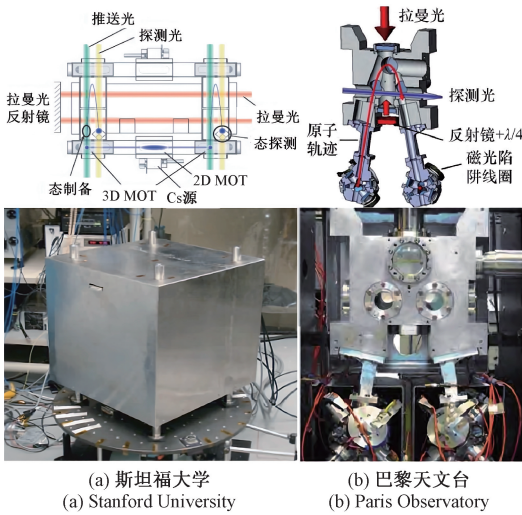 推送光
探测光
拉曼光
反射镜
拉曼光
态探测
态制备
3D MOT
2D MOT
Cs源
拉曼光
探测光
原子
轨迹
反射镜+λ/4
磁光陷
阱线圈
(a) 斯坦福大学
(a) Stanford University
(b) 巴黎天文台
(b) Paris Observatory